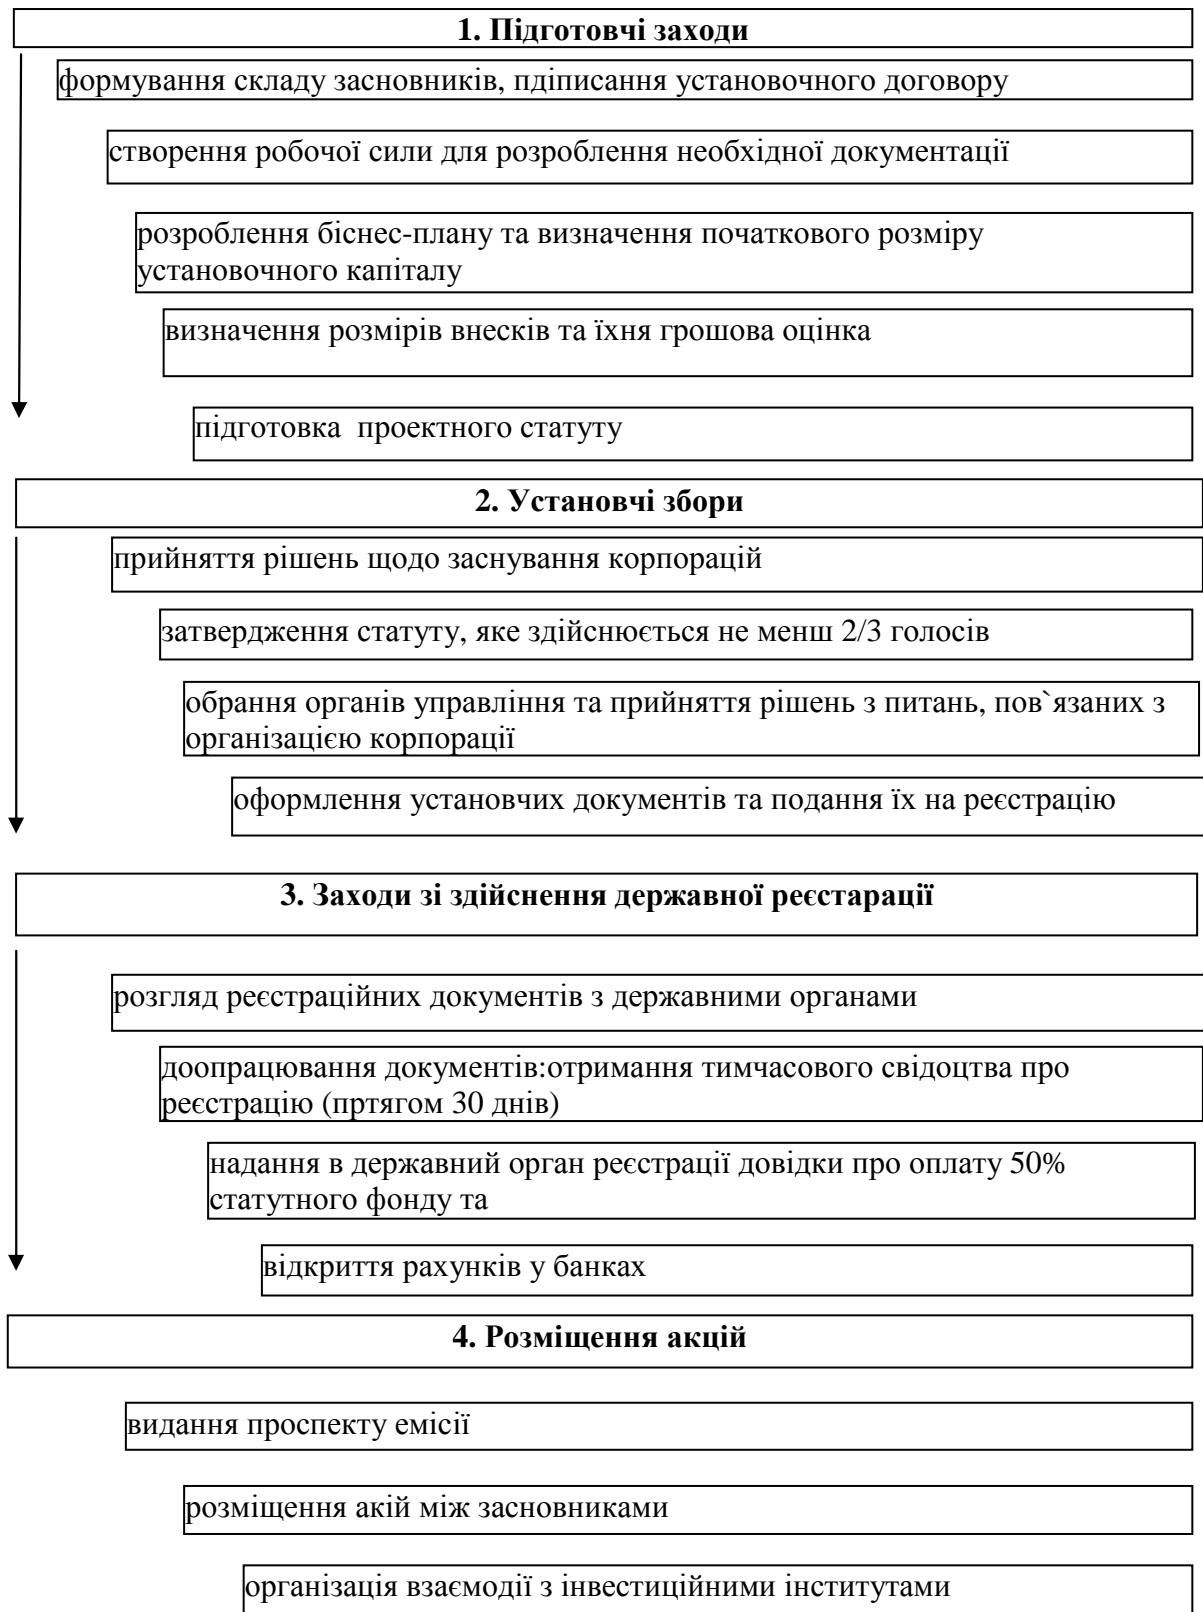 1. Підготовчі заходи
формування складу засновників, пдіписання установочного договору
створення робочої сили для розроблення необхідної документації
розроблення біснес-плану та визначення початкового розміру
установочного капіталу
визначення розмірів внесків та їхня грошова оцінка
підготовка  проектного статуту
2. Установчі збори
прийняття рішень щодо заснування корпорацій
затвердження статуту, яке здійснюється не менш 2/3 голосів
обрання органів управління та прийняття рішень з питань, пов`язаних з
організацією корпорації
оформлення установчих документів та подання їх на реєстрацію
3. Заходи зі здійснення державної реєстарації
розгляд реєстраційних документів з державними органами
доопрацювання документів:отримання тимчасового свідоцтва про
реєстрацію (пртягом 30 днів)
надання в державний орган реєстрації довідки про оплату 50%
статутного фонду та
відкриття рахунків у банках
4. Розміщення акцій
видання проспекту емісії
розміщення акій між засновниками
організація взаємодії з інвестиційними інститутами